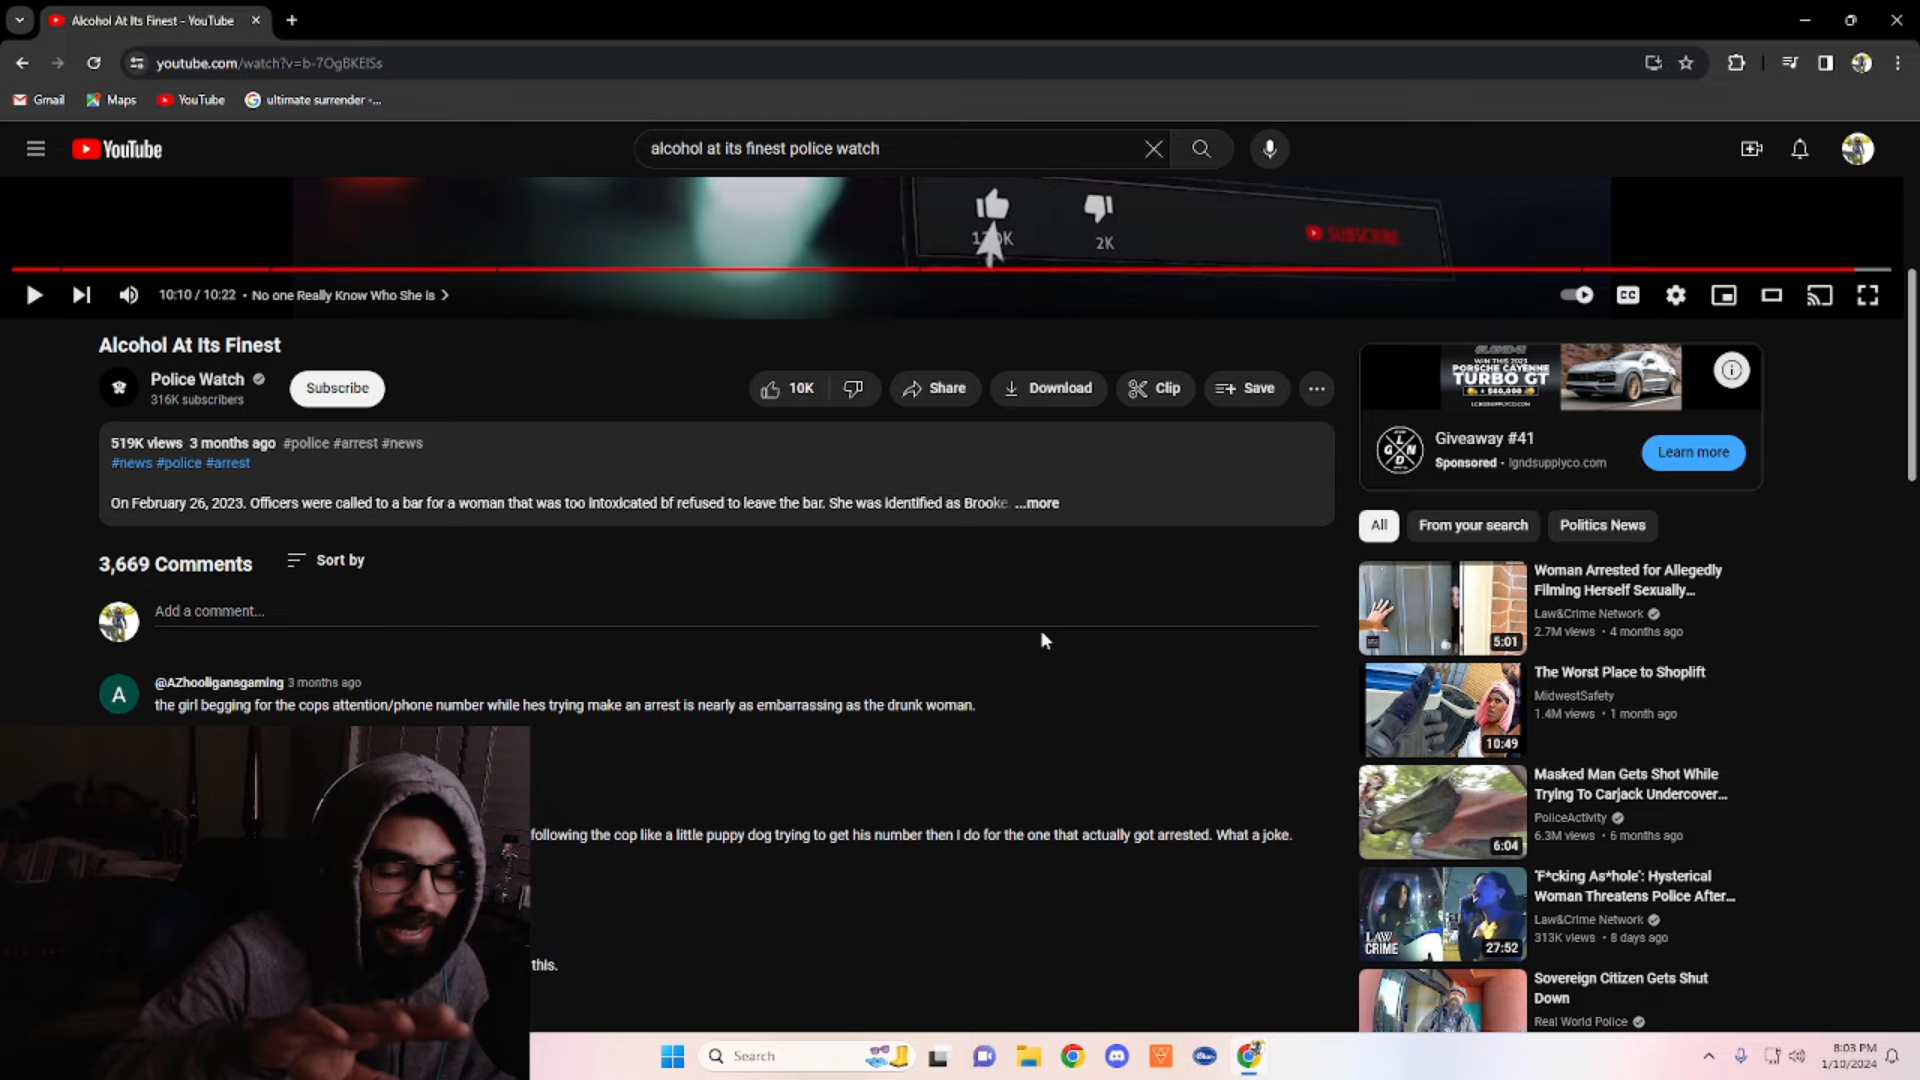 Alcohol At Its Finest - YouTube
youtube.com/watch?v=b-7OgBKEISs
Gmail Maps YouTube ultimate surrender -...
YouTube
alcohol at its finest police watch
2K
SUBSCRIBE
10:10 / 10:22 • No one Really Know Who She Is
CC
Alcohol At Its Finest
Police Watch
316K subscribers
Subscribe
10K
Share
Download
Clip
Save
519K views 3 months ago #police #arrest #news
#news #police #arrest
On February 26, 2023. Officers were called to a bar for a woman that was too intoxicated bf refused to leave the bar. She was identified as Brooke. ...more
3,669 Comments
Sort by
Add a comment...
A
@AZhooligansgaming 3 months ago
the girl begging for the cops attention/phone number while hes trying make an arrest is nearly as embarrassing as the drunk woman.
following the cop like a little puppy dog trying to get his number then I do for the one that actually got arrested. What a joke.
this.
WIN THIS 2023
PORSCHE CAYENNE
TURBO GT
+ $60,000
LGNDSUPPLYCO.COM
LGND
Giveaway #41
Sponsored • lgndsupplyco.com
Learn more
All
From your search
Politics News
Woman Arrested for Allegedly
Filming Herself Sexually...
Law&Crime Network
2.7M views • 4 months ago
5:01
The Worst Place to Shoplift
MidwestSafety
1.4M views • 1 month ago
10:49
Masked Man Gets Shot While
Trying To Carjack Undercover...
PoliceActivity
6.3M views • 6 months ago
6:04
'F*cking As*hole': Hysterical
Woman Threatens Police After...
Law&Crime Network
313K views • 8 days ago
LAW&
CRIME
27:52
Sovereign Citizen Gets Shut
Down
Real World Police
Search
8:03 PM
1/10/2024